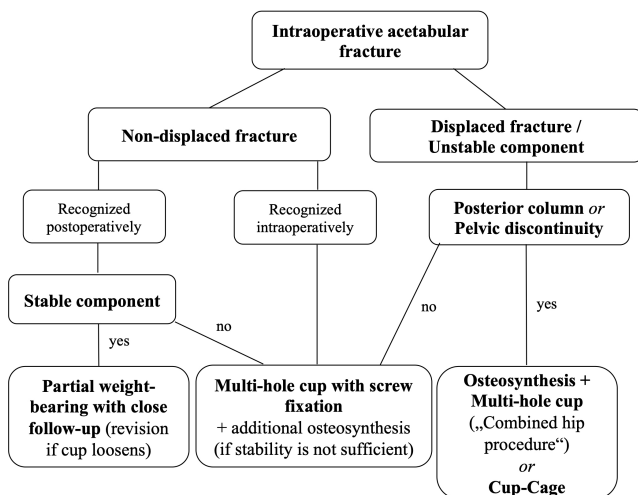 Intraoperative acetabular
fracture
Non-displaced fracture
Displaced fracture /
Unstable component
Recognized
postoperatively
Recognized
intraoperatively
Posterior column or
Pelvic discontinuity
Stable component
no
no
yes
yes
Partial weight-
bearing with close
follow-up (revision
if cup loosens)
Multi-hole cup with screw
fixation
+ additional osteosynthesis
(if stability is not sufficient)
Osteosynthesis +
Multi-hole cup
(„Combined hip
procedure“)
or
Cup-Cage